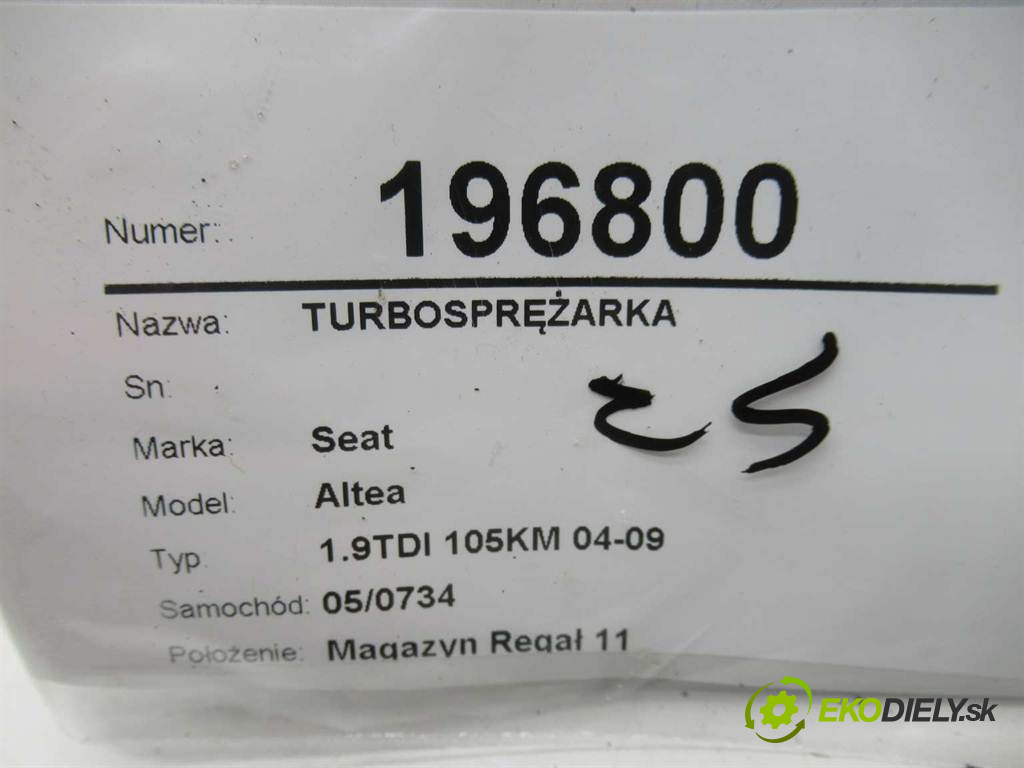 Numer: 196800
Nazwa: TURBOSPRĘŻARKA
Sn:
Marka: Seat
Model: Altea
Typ: 1.9TDI 105KM 04-09
Samochód: 05/0734
Położenie: Magazyn Regał 11
EKODIELY.sk